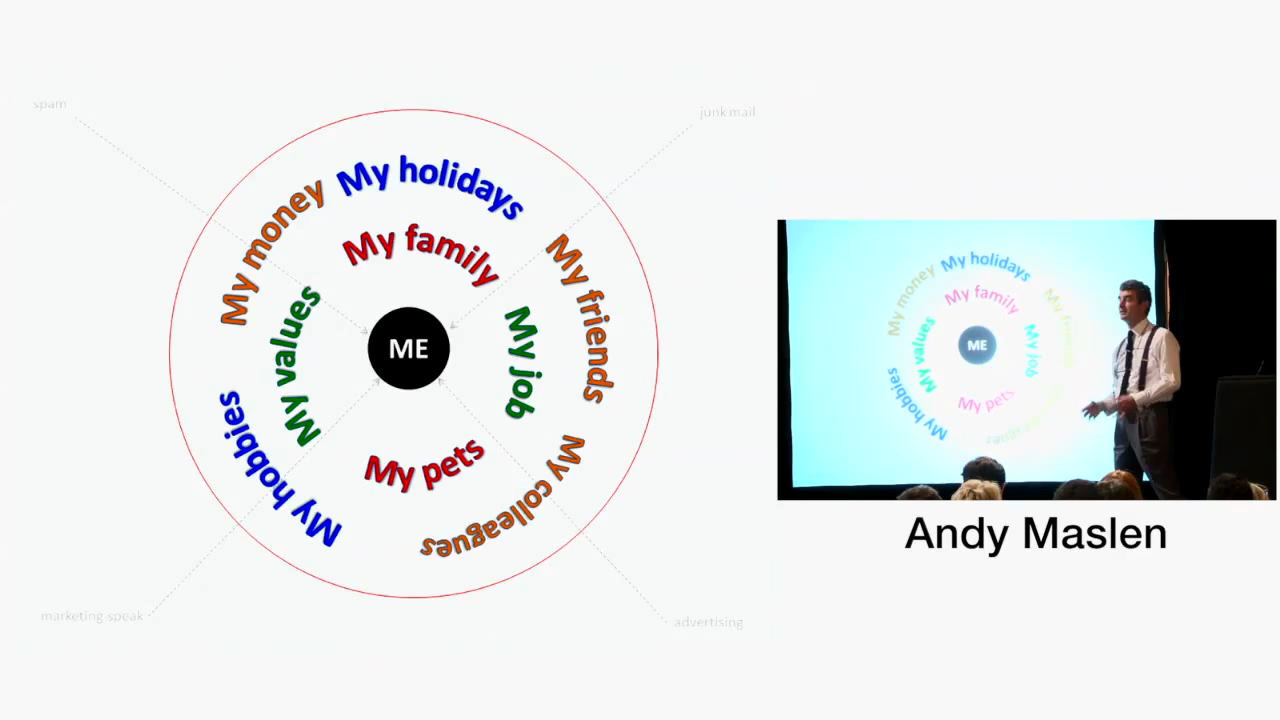 spam
junk mail
My holidays
My money
My family
My friends
My values
My job
ME
My hobbies
My pets
My colleagues
marketing speak
advertising
My holidays
My money
My family
My friends
My values
My job
ME
My hobbies
My pets
Andy Maslen